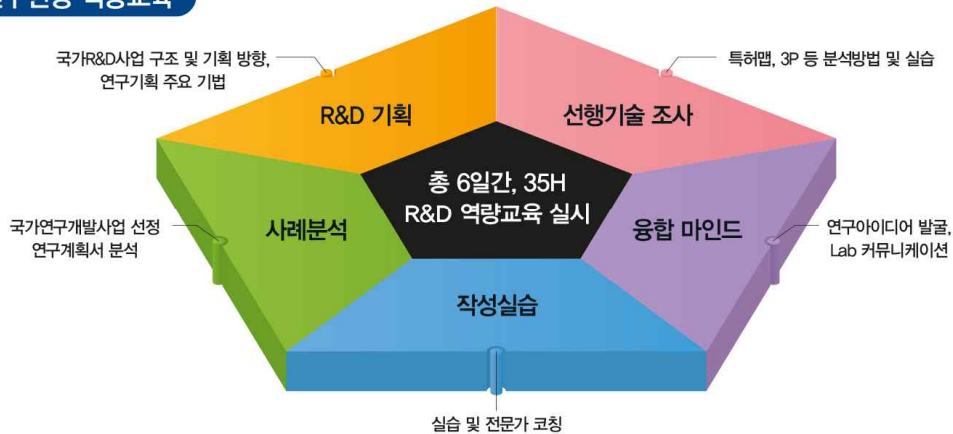 역량교육
국가R&D사업 구조 및 기획 방향,
연구기획 주요 기법
특허맵, 3P 등 분석방법 및 실습
R&D 기획
선행기술 조사
총 6일간, 35H
R&D 역량교육 실시
사례분석
융합 마인드
국가연구개발사업 선정
연구계획서 분석
연구아이디어 발굴,
Lab 커뮤니케이션
작성실습
실습 및 전문가 코칭